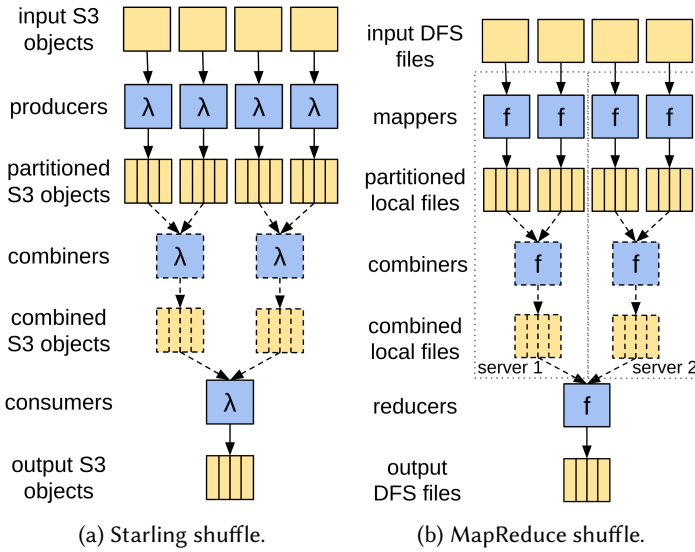 input S3
objects
producers
λ λ λ λ
partitioned
S3 objects
combiners
λ λ
combined
S3 objects
consumers
λ
output S3
objects
(a) Starling shuffle.
input DFS
files
mappers
f f f f
partitioned
local files
combiners
f f
combined
local files
server 1 server 2
reducers
f
output
DFS files
(b) MapReduce shuffle.